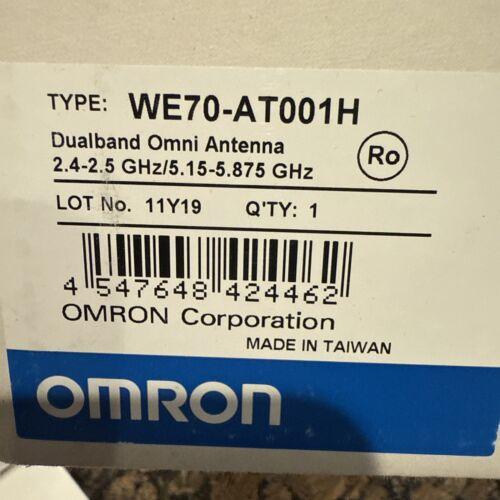 TYPE: WE70-AT001H
Dualband Omni Antenna
2.4-2.5 GHz/5.15-5.875 GHz
Ro
LOT No. 11Y19 Q'TY: 1
4 547648 424462
OMRON Corporation
MADE IN TAIWAN
OMRON